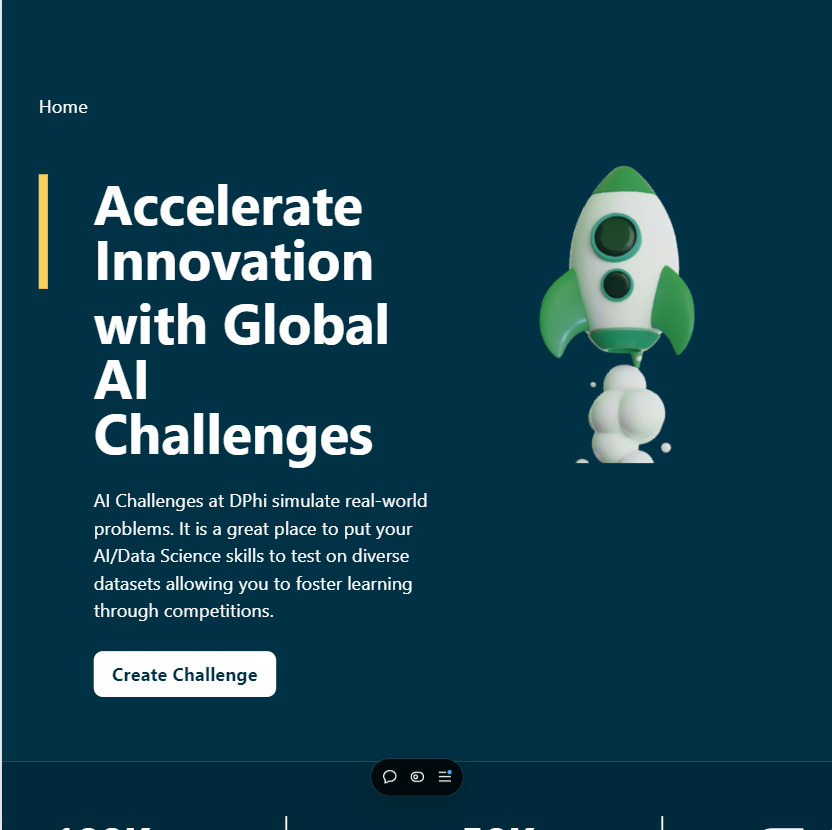 Home
Accelerate
Innovation
with Global
AI
Challenges
AI Challenges at DPhi simulate real-world
problems. It is a great place to put your
AI/Data Science skills to test on diverse
datasets allowing you to foster learning
through competitions.
Create Challenge